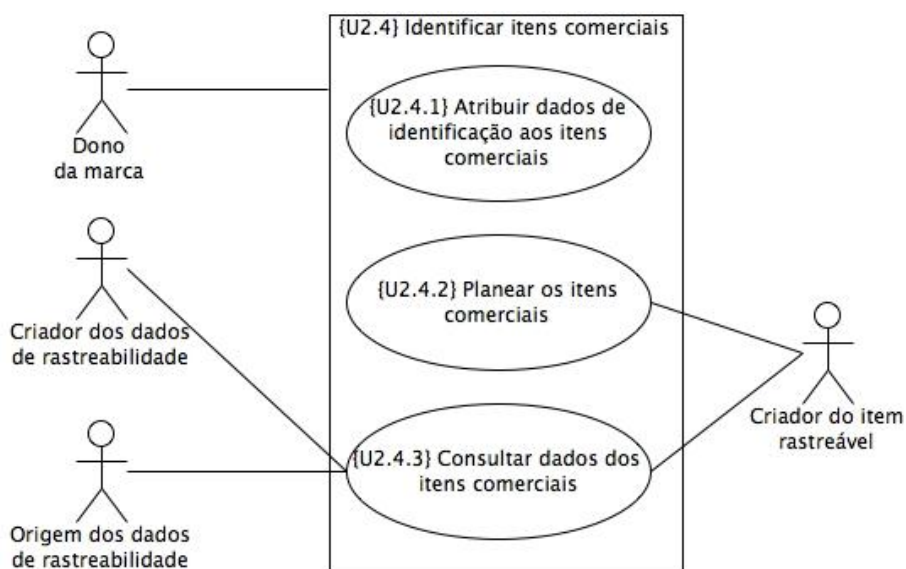 {U2.4} Identificar itens comerciais
{U2.4.1} Atribuir dados de
identificação aos itens
comerciais
Dono
da marca
{U2.4.2} Planear os itens
comerciais
Criador dos dados
de rastreabilidade
Criador do item
rastreável
{U2.4.3} Consultar dados dos
itens comerciais
Origem dos dados
de rastreabilidade